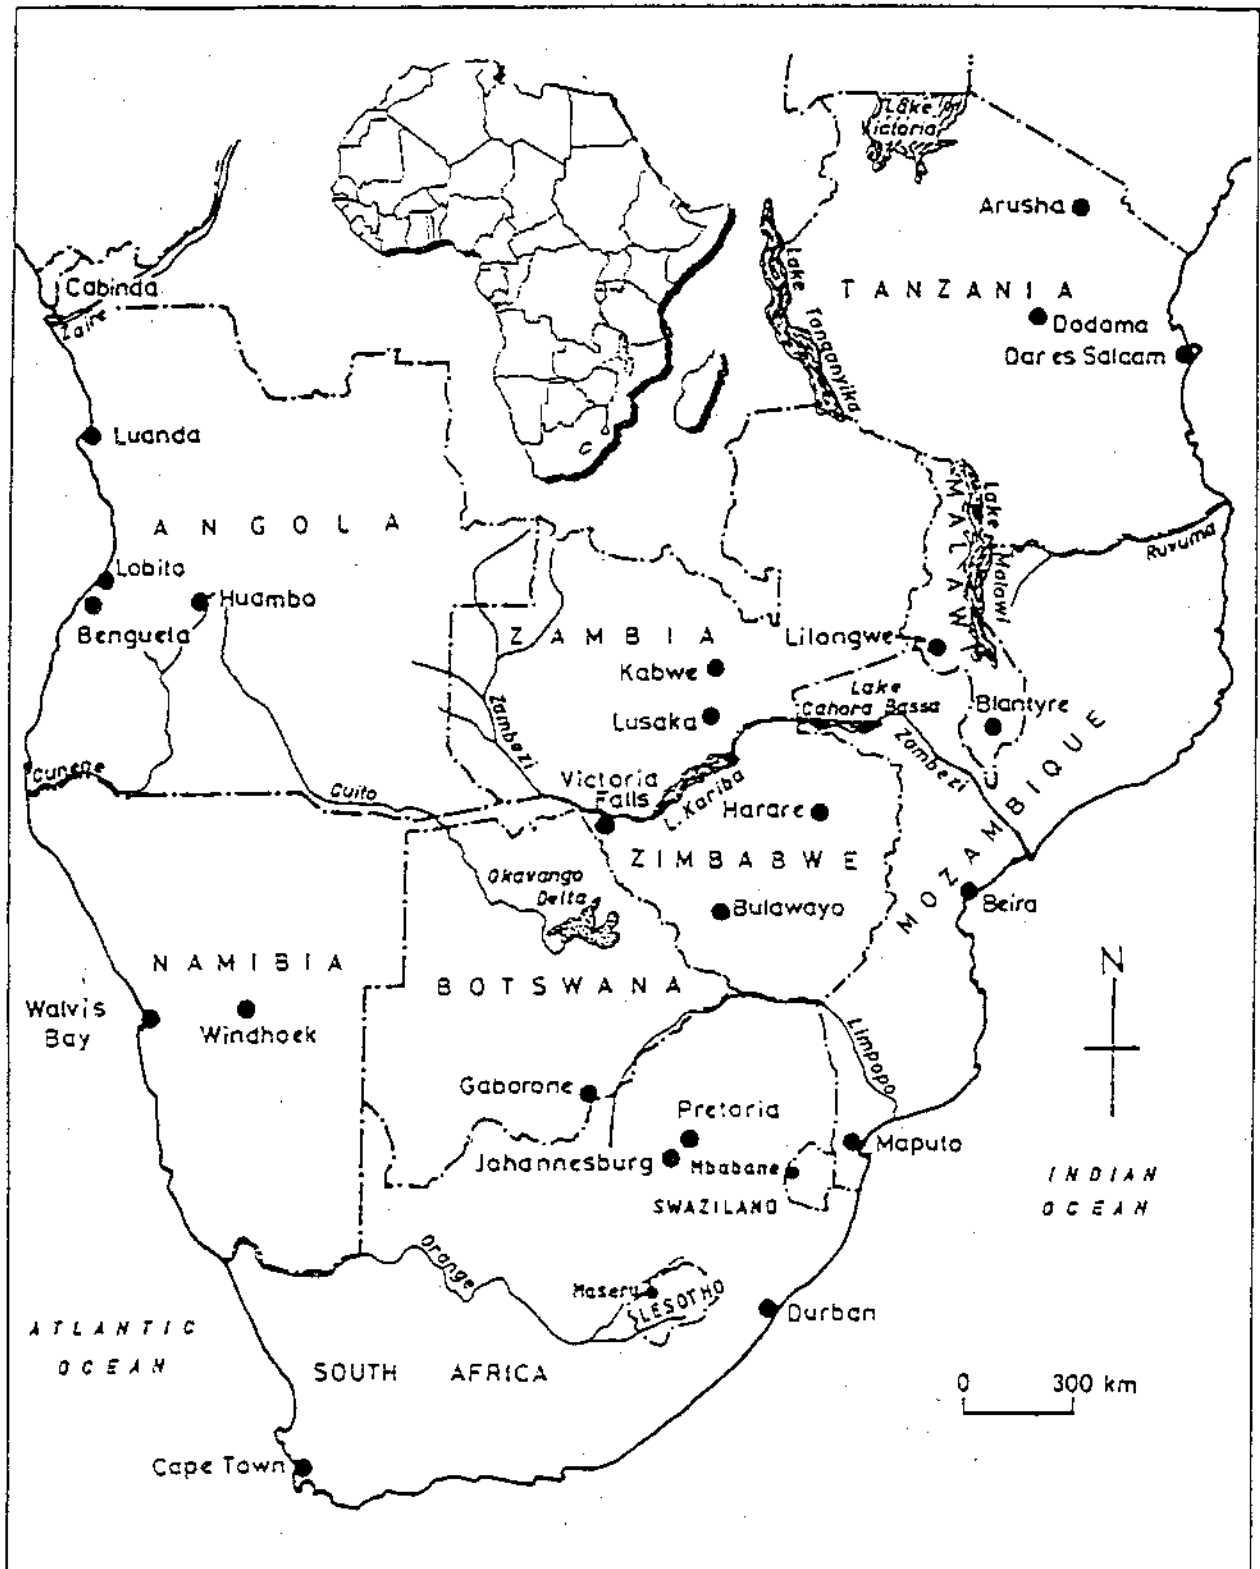 Lake
Victoria
Arusha
TANZANIA
Dodama
Dar es Salaam
Lake Tanganyika
Cabinda
Zaire
Luanda
ANGOLA
Lobito
Benguela
Huambo
MALAWI
Lake Malawi
Ruvuma
ZAMBIA
Kabwe
Lusaka
Lilongwe
Lake
Cahora Bassa
Blantyre
Zambezi
Zambezi
MOZAMBIQUE
Cunene
Cuito
Victoria
Falls
L. Kariba
Harare
ZIMBABWE
Bulawayo
Beira
Okavango
Delta
NAMIBIA
Walvis
Bay
Windhoek
BOTSWANA
N
Limpopo
Gaborone
Pretoria
Johannesburg
Mbabane
SWAZILAND
Maputo
INDIAN
OCEAN
Orange
Maseru
LESOTHO
Durban
ATLANTIC
OCEAN
SOUTH AFRICA
0 300 km
Cape Town